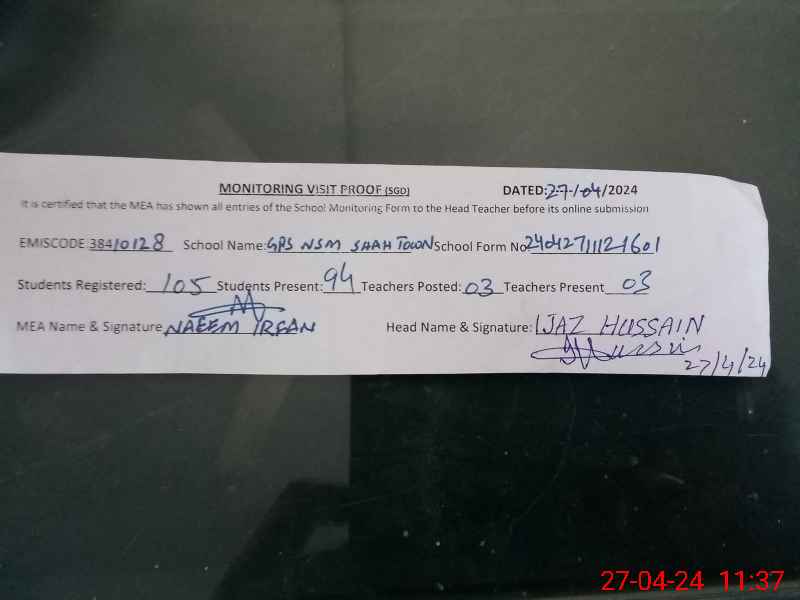 MONITORING VISIT PROOF (SGD) DATED:27/04/2024
It is certified that the MEA has shown all entries of the School Monitoring Form to the Head Teacher before its online submission
EMISCODE:38410128 School Name:GPS NSM SHAH TOWN School Form No
Students Registered: 105 Students Present: 94 Teachers Posted: 03 Teachers Present 03
MEA Name & Signature NAEEM IRFAN Head Name & Signature: IJAZ HUSSAIN
27/4/24
27-04-24 11:37